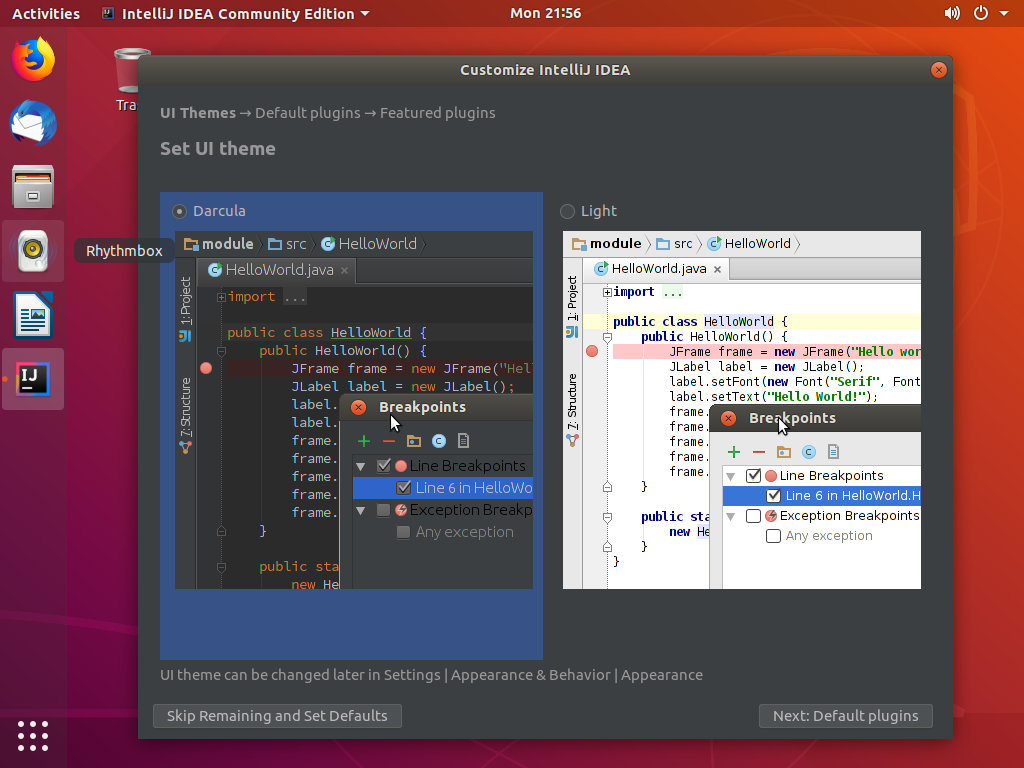 Activities IntelliJ IDEA Community Edition Mon 21:56
Customize IntelliJ IDEA
UI Themes → Default plugins → Featured plugins
Set UI theme
Rhythmbox
IJ
Darcula
module src HelloWorld
HelloWorld.java
1: Project
7: Structure
import ...
public class HelloWorld {
public HelloWorld() {
JFrame frame = new JFrame("Hel
JLabel label = new JLabel();
label.
label.
frame.
frame.
frame.
frame.
frame.
}
public sta
new He
Breakpoints
Line Breakpoints
Line 6 in HelloWo
Exception Breakp
Any exception
Light
module src HelloWorld
HelloWorld.java
1: Project
7: Structure
import ...
public class HelloWorld {
public HelloWorld() {
JFrame frame = new JFrame("Hello wor
JLabel label = new JLabel();
label.setFont(new Font("Serif", Font
label.setText("Hello World!");
frame.
frame.
frame.
frame.
frame.
}
public sta
new He
}
}
Breakpoints
Line Breakpoints
Line 6 in HelloWorld.H
Exception Breakpoints
Any exception
UI theme can be changed later in Settings | Appearance & Behavior | Appearance
Skip Remaining and Set Defaults
Next: Default plugins